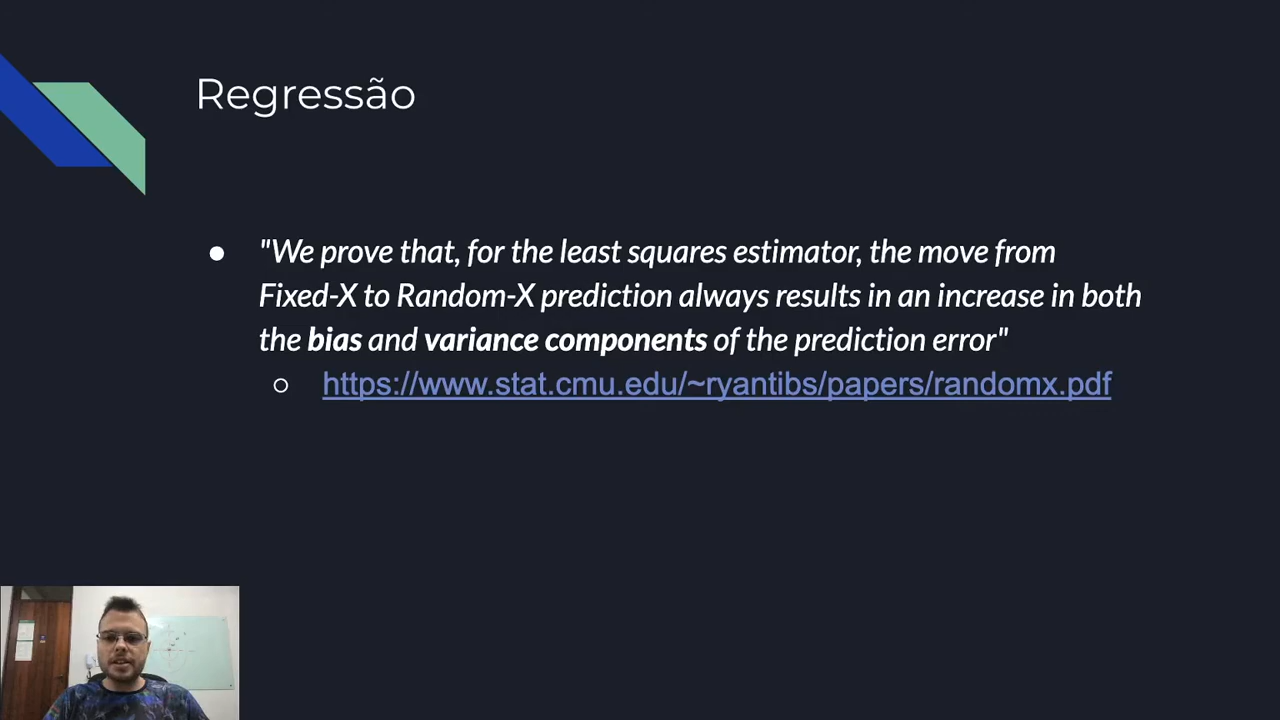 Regressão
● "We prove that, for the least squares estimator, the move from
Fixed-X to Random-X prediction always results in an increase in both
the bias and variance components of the prediction error"
○ https://www.stat.cmu.edu/~ryantibs/papers/randomx.pdf